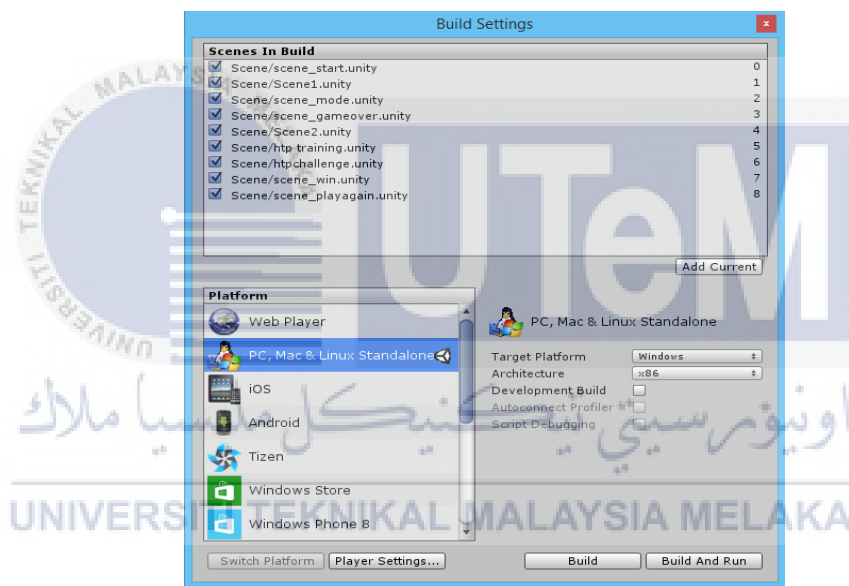 Build Settings
x
Scenes In Build
Scene/scene_start.unity 0
Scene/Scene1.unity 1
Scene/scene_mode.unity 2
Scene/scene_gameover.unity 3
Scene/Scene2.unity 4
Scene/htp training.unity 5
Scene/htpchallenge.unity 6
Scene/scene_win.unity 7
Scene/scene_playagain.unity 8
Add Current
Platform
Web Player
PC, Mac & Linux Standalone
iOS
Android
Tizen
Windows Store
Windows Phone 8
PC, Mac & Linux Standalone
Target Platform Windows
Architecture x86
Development Build
Autoconnect Profiler
Script Debugging
Switch Platform Player Settings... Build Build And Run
UTeM
UNIVERSITI TEKNIKAL MALAYSIA MELAKA